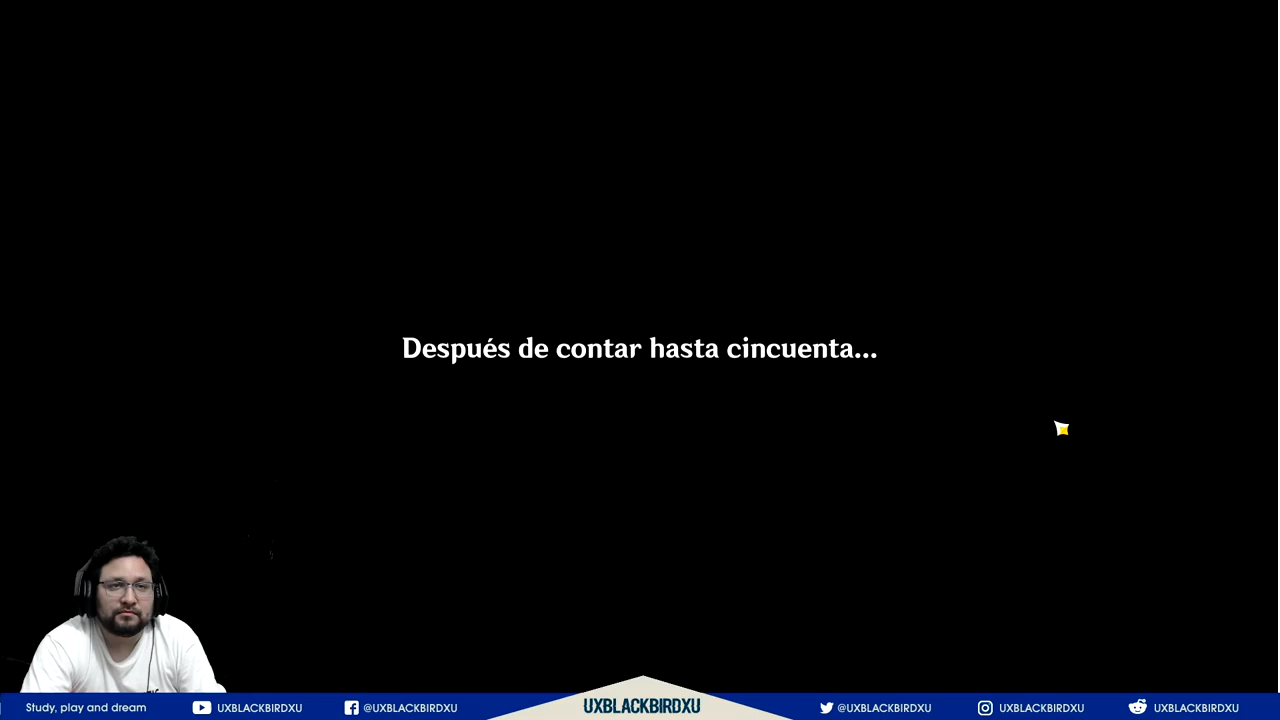 Después de contar hasta cincuenta...
Study, play and dream
UXBLACKBIRDXU
@UXBLACKBIRDXU
UXBLACKBIRDXU
@UXBLACKBIRDXU
UXBLACKBIRDXU
UXBLACKBIRDXU